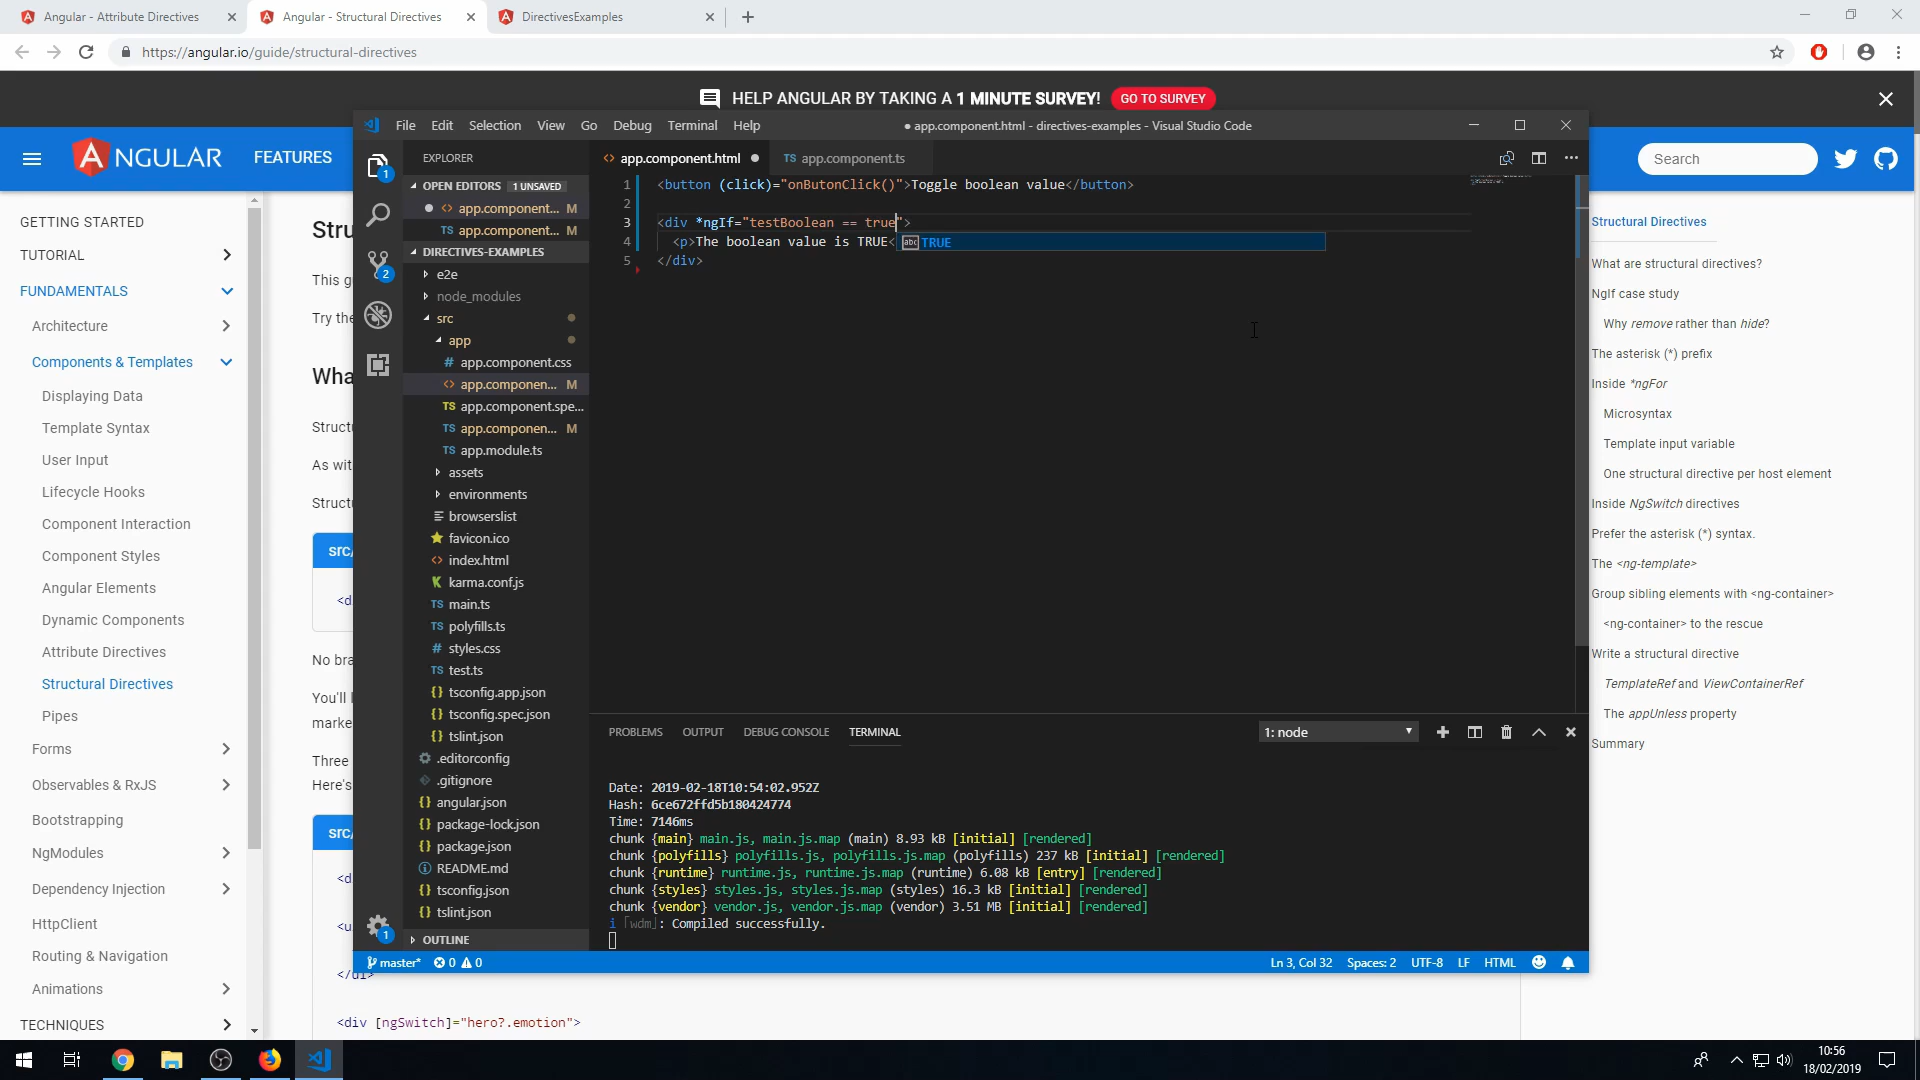 Angular - Attribute Directives
Angular - Structural Directives
DirectivesExamples
https://angular.io/guide/structural-directives
HELP ANGULAR BY TAKING A 1 MINUTE SURVEY!
GO TO SURVEY
NGULAR
FEATURES
Search
File Edit Selection View Go Debug Terminal Help
● app.component.html - directives-examples - Visual Studio Code
EXPLORER
OPEN EDITORS 1 UNSAVED
app.component... M
TS app.component... M
DIRECTIVES-EXAMPLES
e2e
node_modules
src
app
# app.component.css
<> app.componen... M
TS app.component.spe...
TS app.componen... M
TS app.module.ts
assets
environments
browserslist
favicon.ico
<> index.html
karma.conf.js
TS main.ts
TS polyfills.ts
# styles.css
TS test.ts
{} tsconfig.app.json
{} tsconfig.spec.json
tslint.json
.editorconfig
.gitignore
{} angular.json
{} package-lock.json
{} package.json
README.md
tsconfig.json
{} tslint.json
OUTLINE
1
2
app.component.html
TS app.component.ts
1 <button (click)="onButonClick()">Toggle boolean value</button>
2
3 <div *ngIf="testBoolean == true">
4 <p>The boolean value is TRUE<
abc TRUE
5 </div>
PROBLEMS OUTPUT DEBUG CONSOLE TERMINAL
1: node
Date: 2019-02-18T10:54:02.952Z
Hash: 6ce672ffd5b180424774
Time: 7146ms
chunk {main} main.js, main.js.map (main) 8.93 kB [initial] [rendered]
chunk {polyfills} polyfills.js, polyfills.js.map (polyfills) 237 kB [initial] [rendered]
chunk {runtime} runtime.js, runtime.js.map (runtime) 6.08 kB [entry] [rendered]
chunk {styles} styles.js, styles.js.map (styles) 16.3 kB [initial] [rendered]
chunk {vendor} vendor.js, vendor.js.map (vendor) 3.51 MB [initial] [rendered]
i ｢wdm｣: Compiled successfully.
1
master* 0 0
Ln 3, Col 32 Spaces: 2 UTF-8 LF HTML
GETTING STARTED
TUTORIAL
FUNDAMENTALS
Architecture
Components & Templates
Displaying Data
Template Syntax
User Input
Lifecycle Hooks
Component Interaction
Component Styles
Angular Elements
Dynamic Components
Attribute Directives
Structural Directives
Pipes
Forms
Observables & RxJS
Bootstrapping
NgModules
Dependency Injection
HttpClient
Routing & Navigation
Animations
TECHNIQUES
Stru
This g
Try the
Wha
Struct
As wit
Struct
src/
<d
No bra
You'll
marke
Three
Here's
src/
<d
<u
</ul>
<div [ngSwitch]="hero?.emotion">
Structural Directives
What are structural directives?
NgIf case study
Why remove rather than hide?
The asterisk (*) prefix
Inside *ngFor
Microsyntax
Template input variable
One structural directive per host element
Inside NgSwitch directives
Prefer the asterisk (*) syntax.
The <ng-template>
Group sibling elements with <ng-container>
<ng-container> to the rescue
Write a structural directive
TemplateRef and ViewContainerRef
The appUnless property
Summary
10:56
18/02/2019